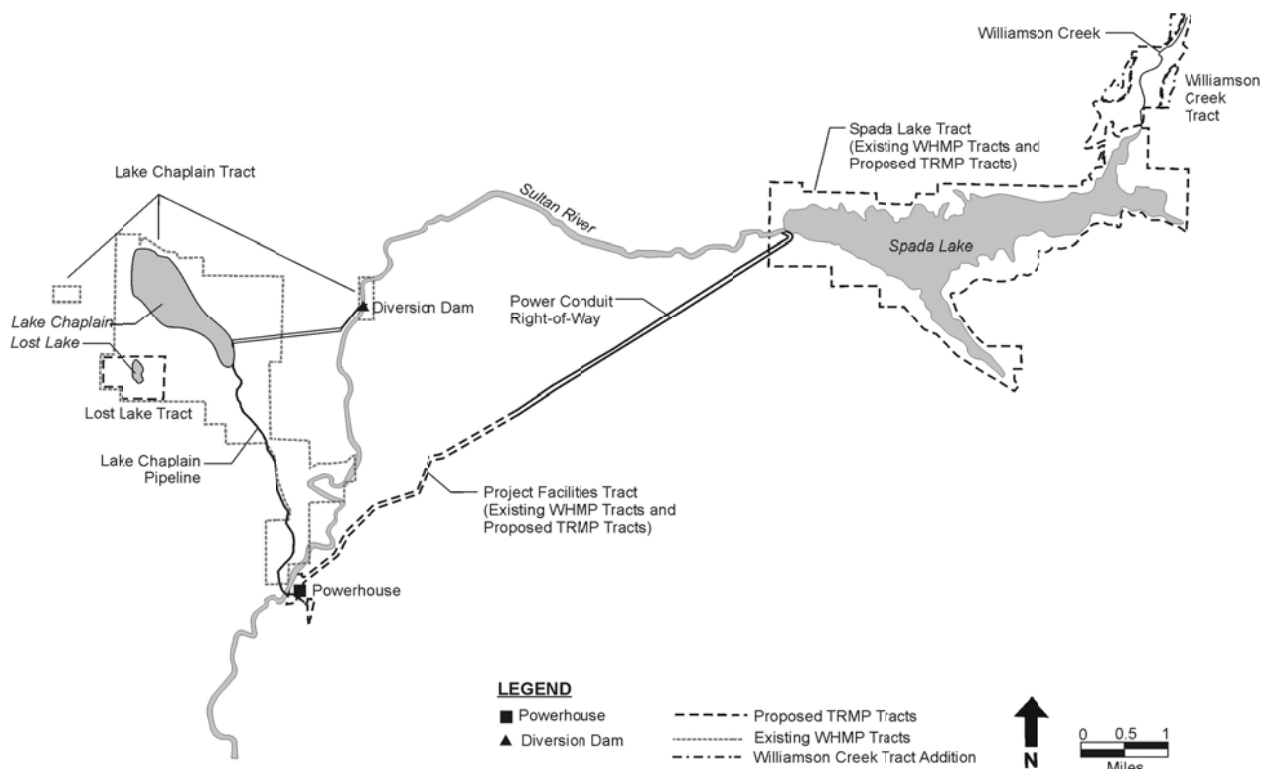 Williamson Creek
Williamson
Creek
Tract
Spada Lake Tract
(Existing WHMP Tracts and
Proposed TRMP Tracts)
Lake Chaplain Tract
Sultan River
Spada Lake
Power Conduit
Right-of-Way
Diversion Dam
Lake Chaplain
Lost Lake
Lost Lake Tract
Lake Chaplain
Pipeline
Project Facilities Tract
(Existing WHMP Tracts and
Proposed TRMP Tracts)
Powerhouse
LEGEND
Powerhouse
Diversion Dam
Proposed TRMP Tracts
Existing WHMP Tracts
Williamson Creek Tract Addition
N
0 0.5 1
Miles